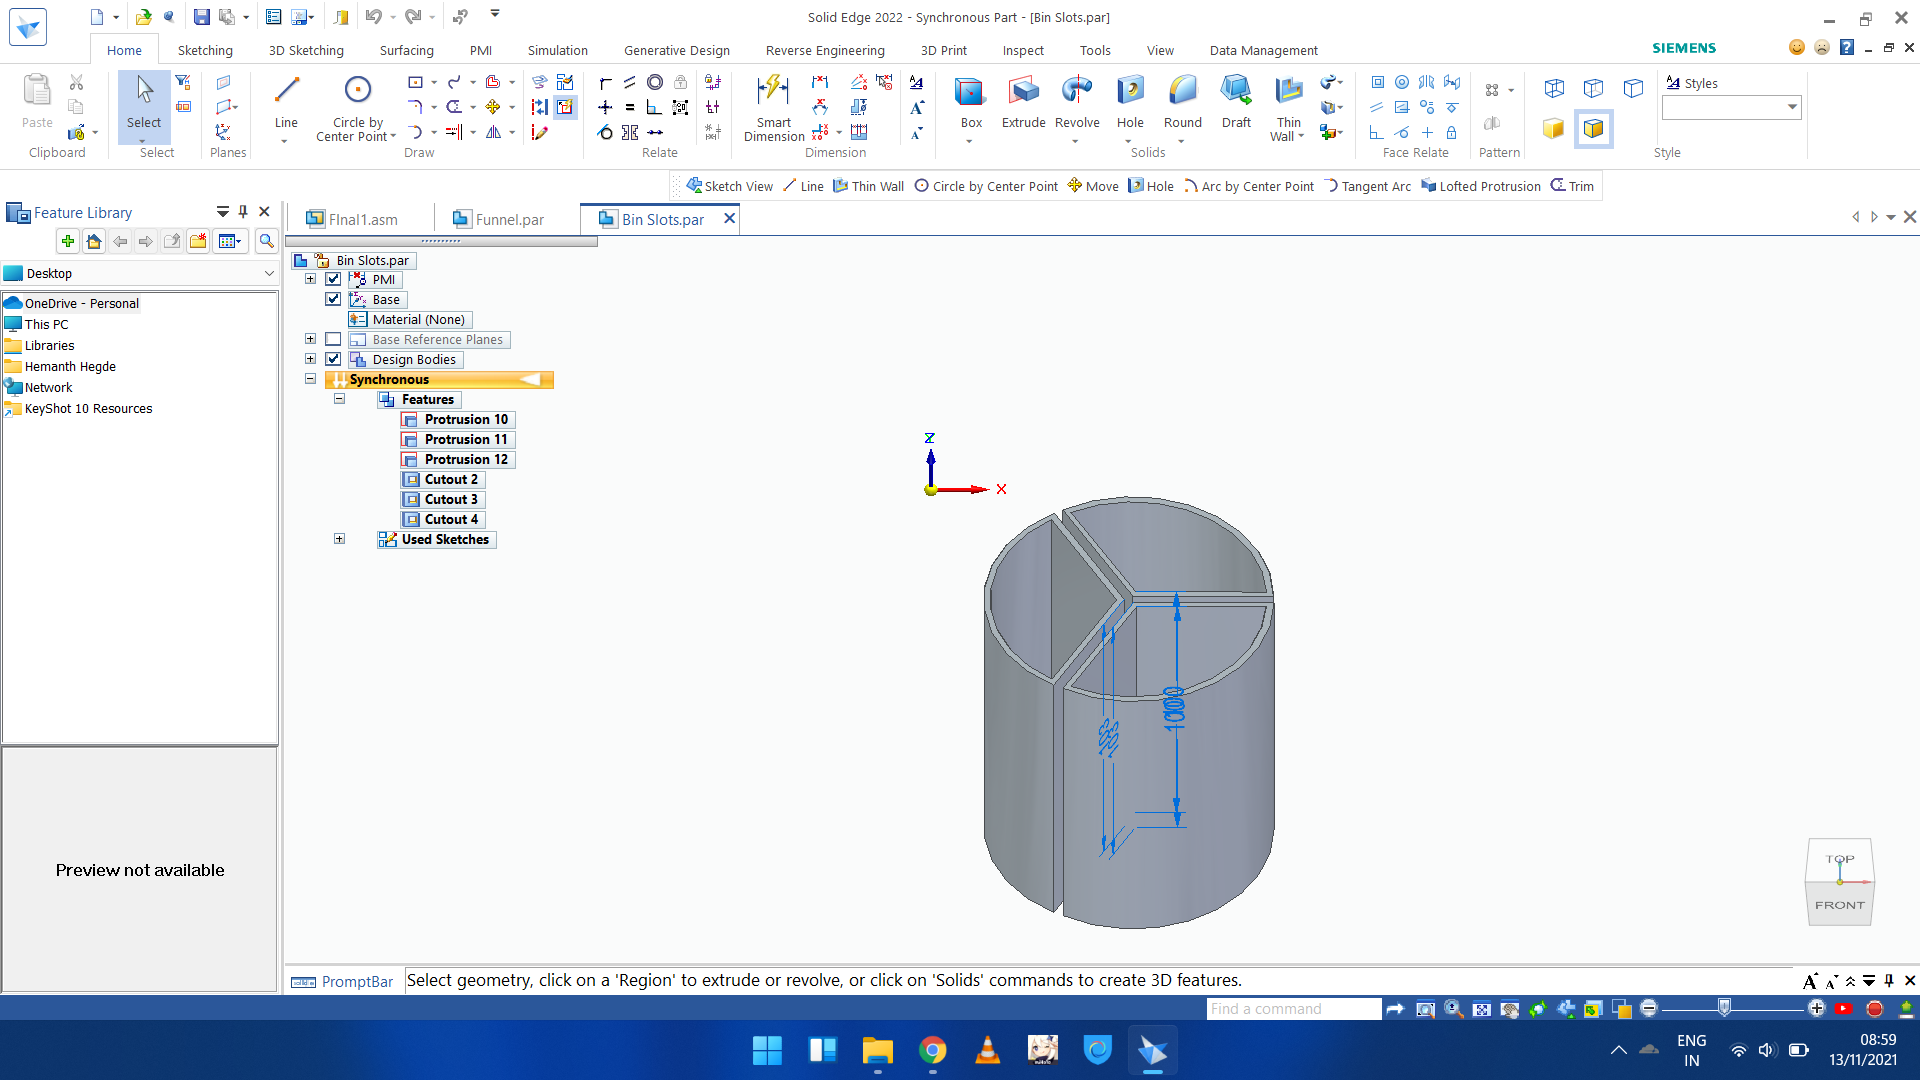 Solid Edge 2022 - Synchronous Part - [Bin Slots.par]
Home Sketching 3D Sketching Surfacing PMI Simulation Generative Design Reverse Engineering 3D Print Inspect Tools View Data Management SIEMENS
Paste Select Line Circle by Center Point Smart Dimension Box Extrude Revolve Hole Round Draft Thin Wall Styles
Clipboard Select Planes Draw Relate Dimension Solids Face Relate Pattern Style
Sketch View Line Thin Wall Circle by Center Point Move Hole Arc by Center Point Tangent Arc Lofted Protrusion Trim
Feature Library
FInal1.asm Funnel.par Bin Slots.par
Desktop
OneDrive - Personal
This PC
Libraries
Hemanth Hegde
Network
KeyShot 10 Resources
Preview not available
Bin Slots.par
PMI
Base
Material (None)
Base Reference Planes
Design Bodies
Synchronous
Features
Protrusion 10
Protrusion 11
Protrusion 12
Cutout 2
Cutout 3
Cutout 4
Used Sketches
Z
X
TOP
FRONT
PromptBar Select geometry, click on a 'Region' to extrude or revolve, or click on 'Solids' commands to create 3D features.
Find a command
ENG
IN
08:59
13/11/2021